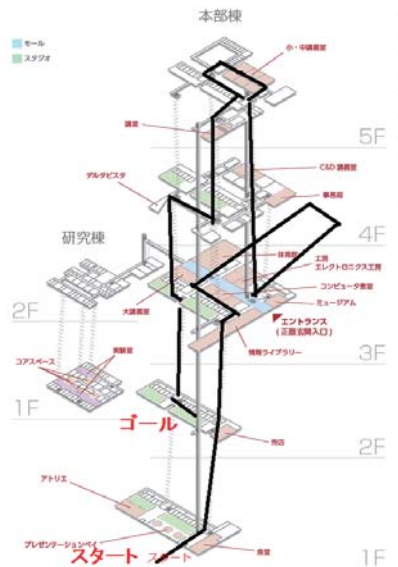 本部棟
モール
スタジオ
小・中講義室
講堂
5F
C&D 講義室
事務局
デルタビスタ
4F
研究棟
体育館
工房
エレクトロニクス工房
コンピュータ教室
ミュージアム
2F
大講義室
エントランス
(正面玄関入口)
情報ライブラリー
実験室
コアスペース
3F
1F
ゴール
売店
2F
アトリエ
プレゼンテーションベイ
スタート
スタート
食堂
1F